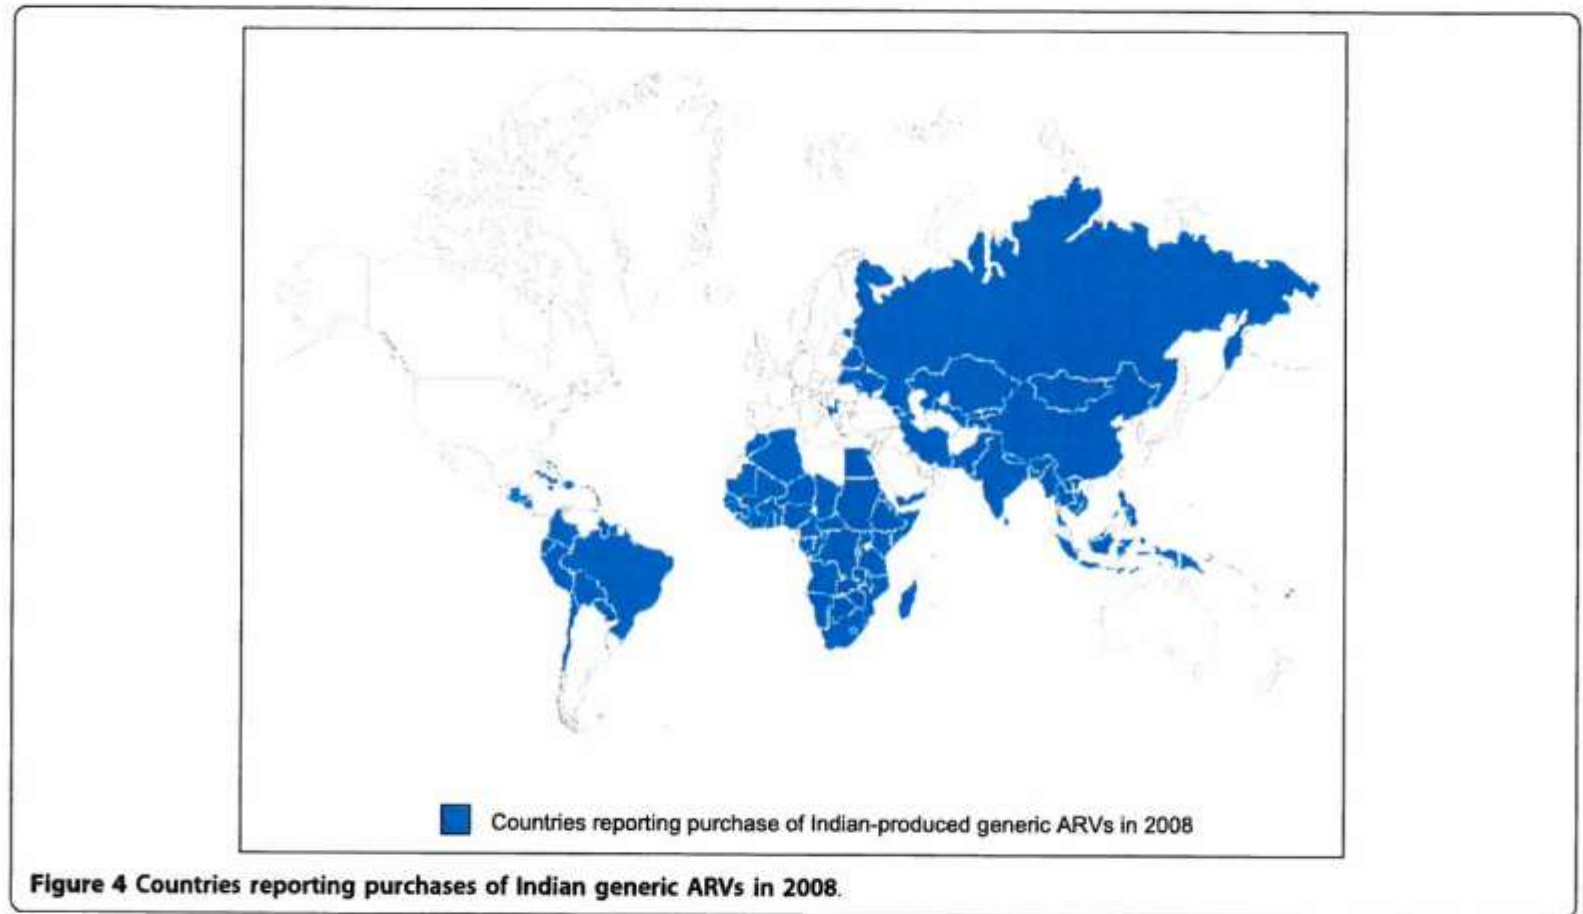 Countries reporting purchase of Indian-produced generic ARVs in 2008
Figure 4 Countries reporting purchases of Indian generic ARVs in 2008.